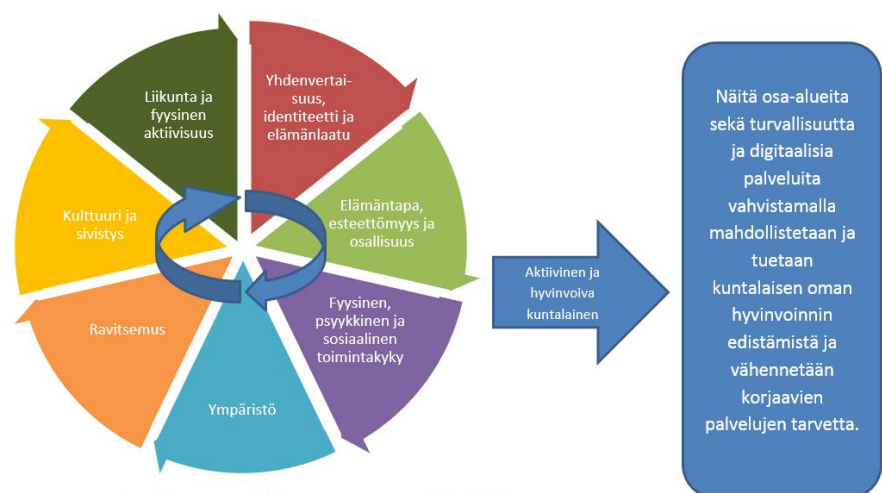 Liikunta ja
fyysinen
aktiivisuus
Yhdenvertai-
suus,
identiteetti ja
elämänlaatu
Elämäntapa,
esteettömyys ja
osallisuus
Fyysinen,
psyykkinen ja
sosiaalinen
toimintakyky
Ympäristö
Ravitsemus
Kulttuuri ja
sivistys
Aktiivinen ja
hyvinvoiva
kuntalainen
Näitä osa-alueita
sekä turvallisuutta
ja digitaalisia
palveluita
vahvistamalla
mahdollistetaan ja
tuetaan
kuntalaisen oman
hyvinvoinnin
edistämistä ja
vähennetään
korjaavien
palvelujen tarvetta.